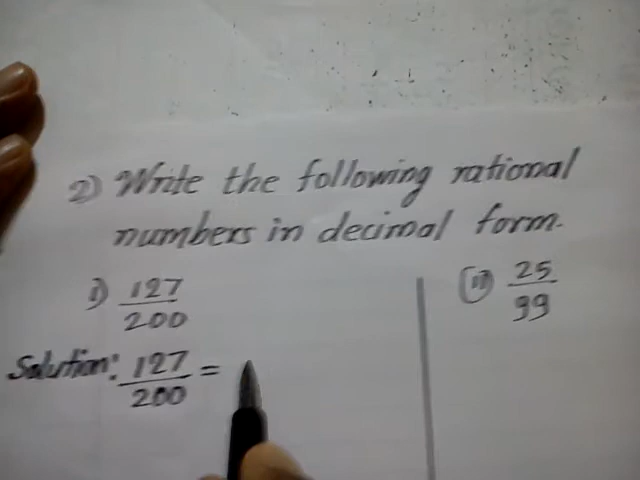 2) Write the following rational
numbers in decimal form.
i) 127/200
(ii) 25/99
Solution: 127/200 =